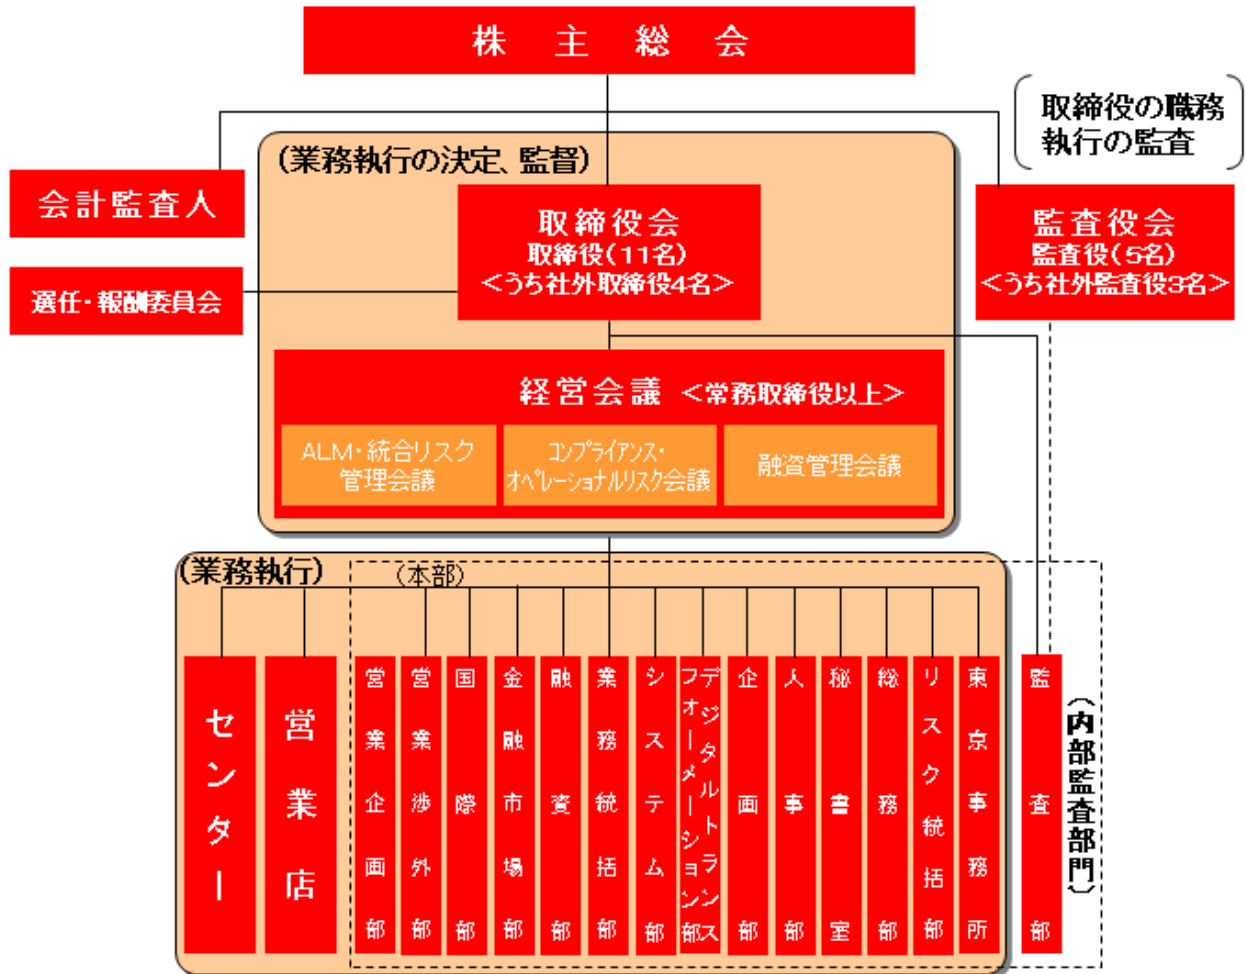 株主総会
取締役の職務
執行の監査
(業務執行の決定、監督)
会計監査人
取締役会
取締役(11名)
<うち社外取締役4名>
監査役会
監査役(5名)
<うち社外監査役3名>
選任・報酬委員会
経営会議 <常務取締役以上>
ALM・統合リスク
管理会議
コンプライアンス・
オペレーショナルリスク会議
融資管理会議
(業務執行)
(本部)
センター
営業店
営業企画部
営業渉外部
国際部
金融市場部
融資部
業務統括部
システム部
デジタルトランス
フォーメーション部
企画部
人事部
秘書室
総務部
リスク統括部
東京事務所
監査部
(内部監査部門)